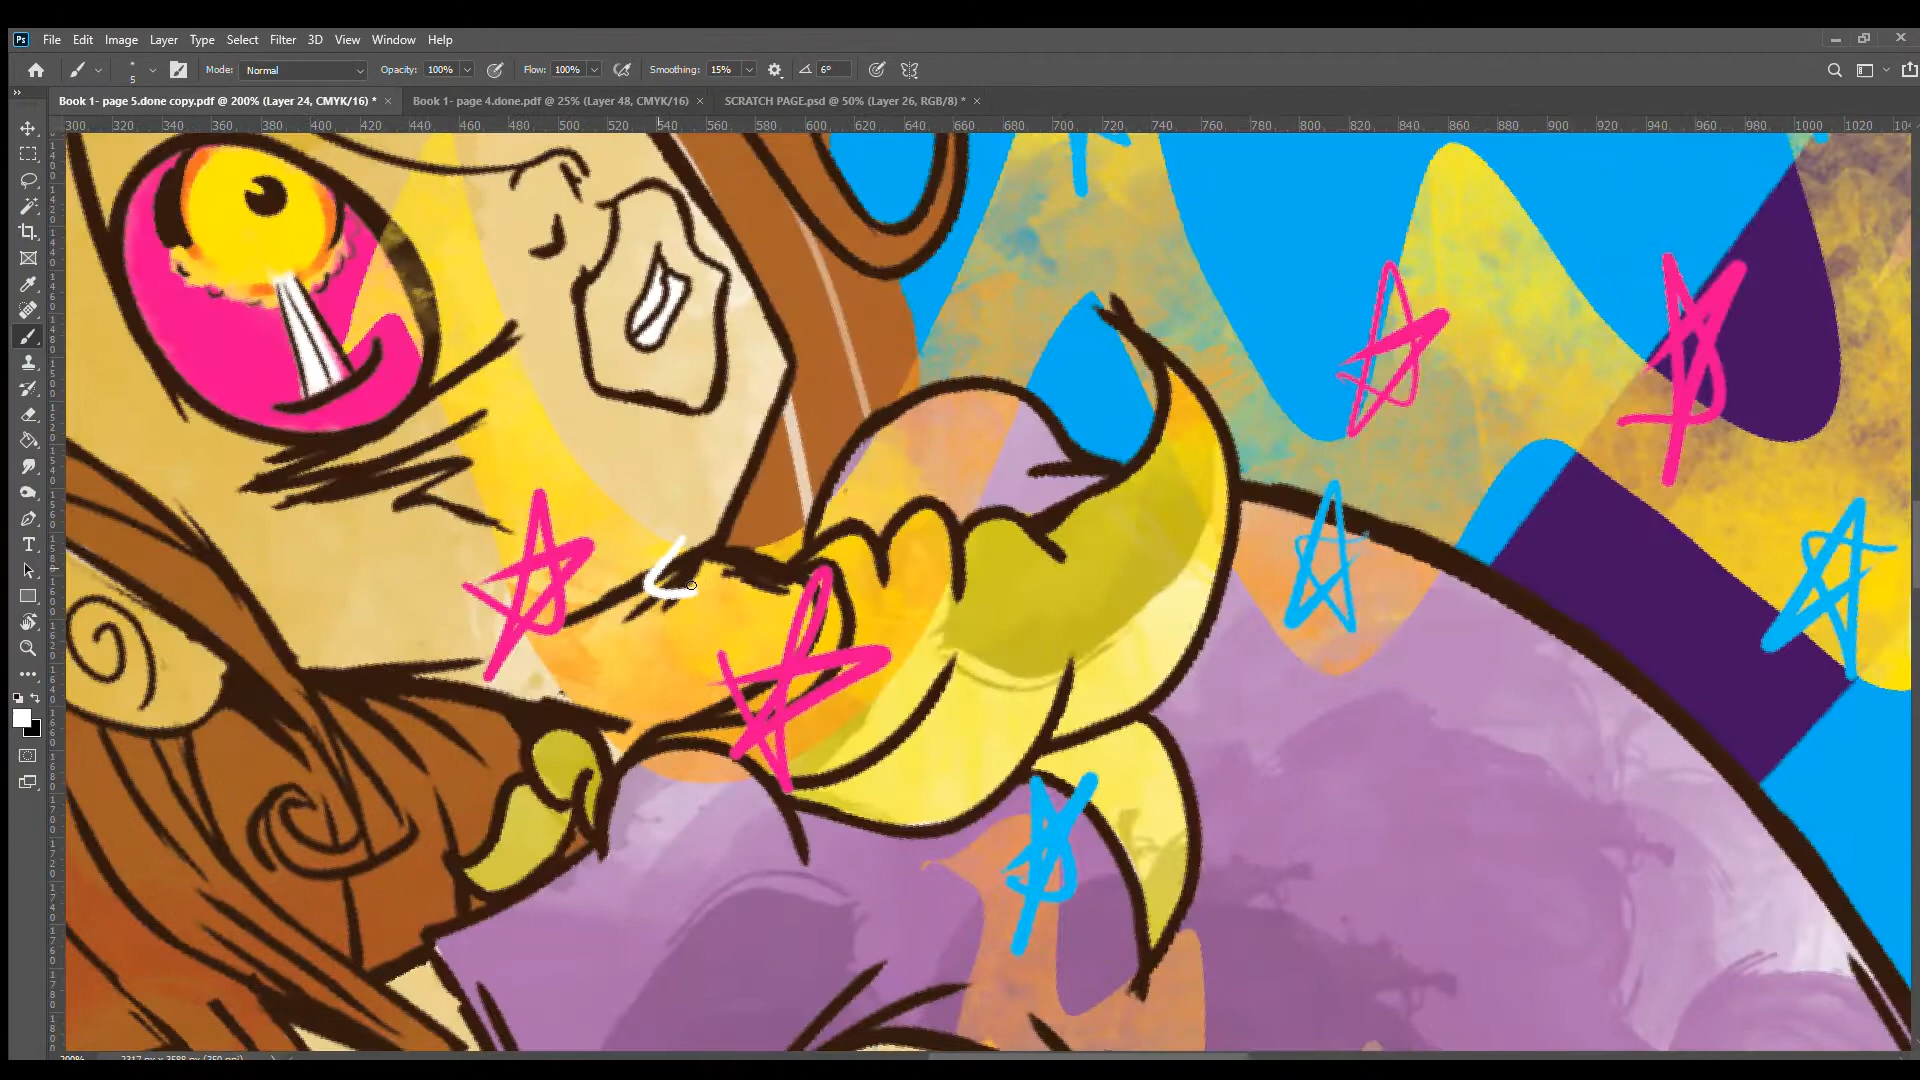 Ps File Edit Image Layer Type Select Filter 3D View Window Help
5 Mode: Normal Opacity: 100% Flow: 100% Smoothing: 15% 6°
Book 1- page 5.done copy.pdf @ 200% (Layer 24, CMYK/16) * × Book 1- page 4.done.pdf @ 25% (Layer 48, CMYK/16) × SCRATCH PAGE.psd @ 50% (Layer 26, RGB/8) * ×
300 320 340 360 380 400 420 440 460 480 500 520 540 560 580 600 620 640 660 680 700 720 740 760 780 800 820 840 860 880 900 920 940 960 980 1000 1020